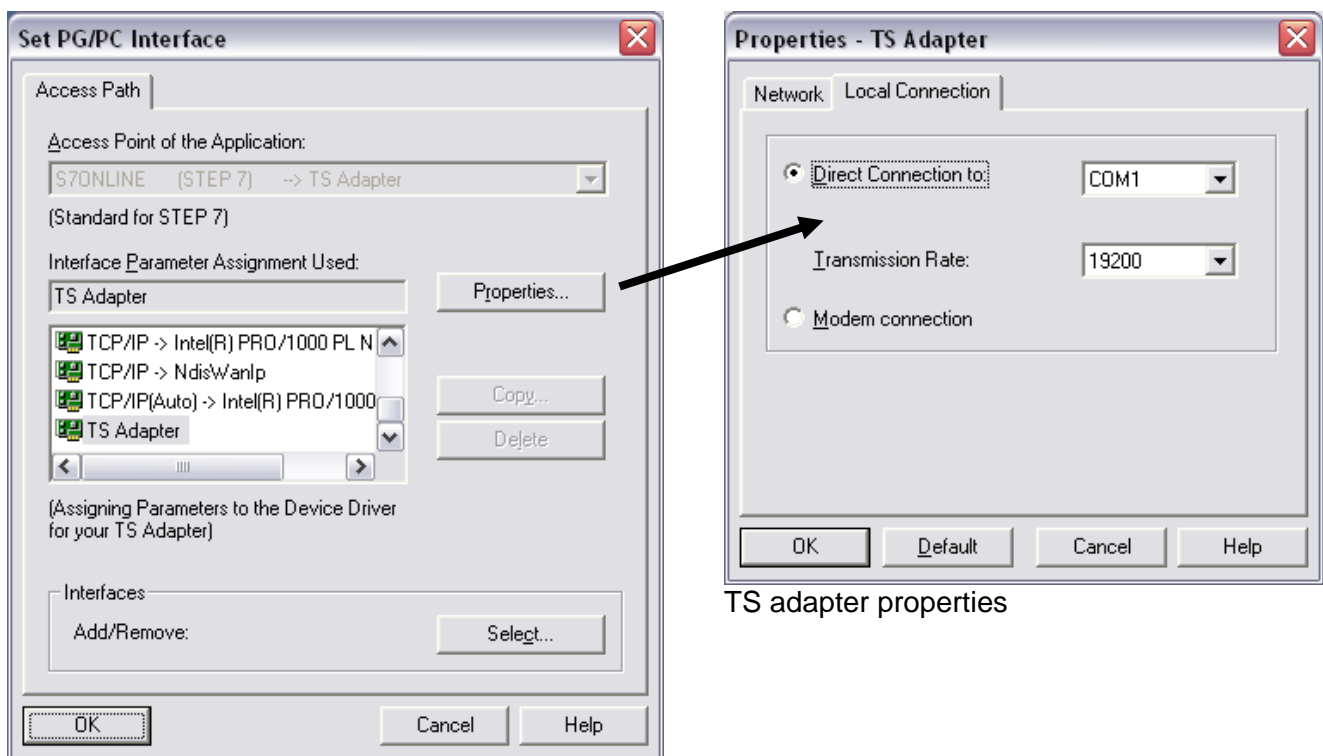 Set PG/PC Interface
Access Path
Access Point of the Application:
S7ONLINE (STEP 7) --> TS Adapter
(Standard for STEP 7)
Interface Parameter Assignment Used:
TS Adapter
Properties...
TCP/IP -> Intel(R) PRO/1000 PL N
TCP/IP -> NdisWanIp
TCP/IP(Auto) -> Intel(R) PRO/1000
TS Adapter
Copy...
Delete
(Assigning Parameters to the Device Driver
for your TS Adapter)
Interfaces
Add/Remove:
Select...
OK
Cancel
Help
Properties - TS Adapter
Network
Local Connection
Direct Connection to:
COM1
Transmission Rate:
19200
Modem connection
OK
Default
Cancel
Help
TS adapter properties